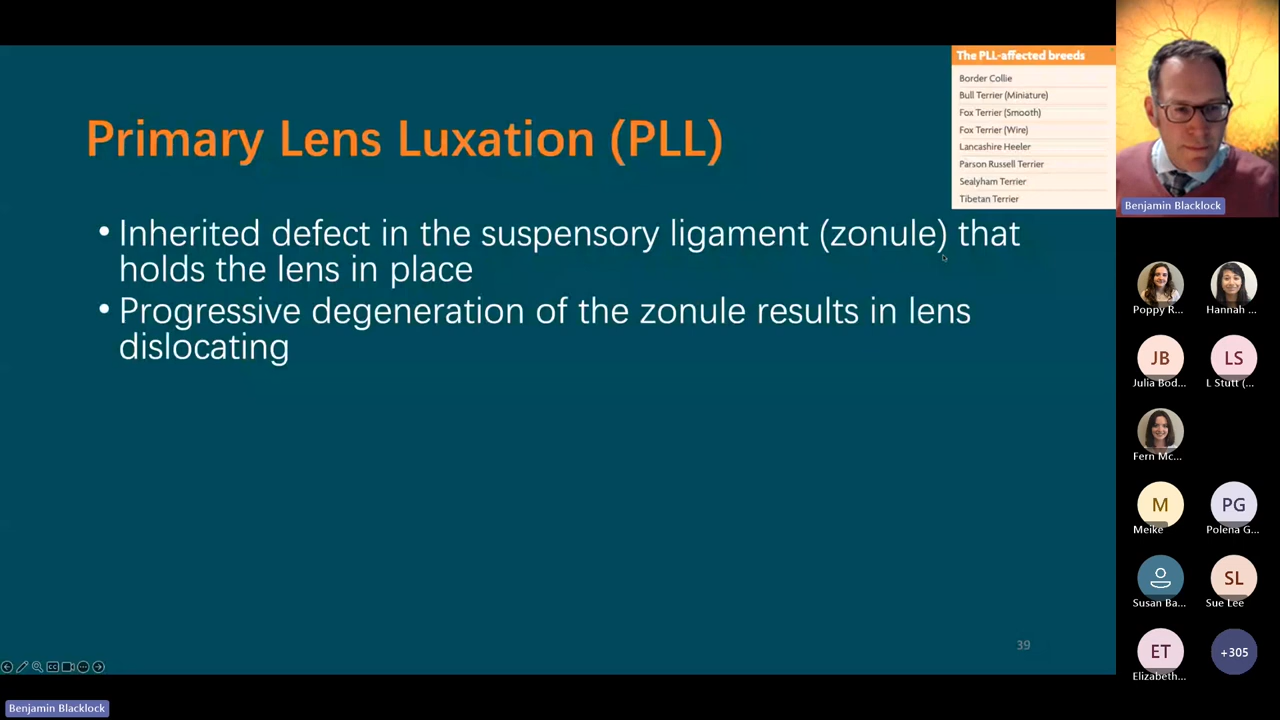 The PLL-affected breeds
Border Collie
Bull Terrier (Miniature)
Fox Terrier (Smooth)
Fox Terrier (Wire)
Lancashire Heeler
Parson Russell Terrier
Sealyham Terrier
Tibetan Terrier
Primary Lens Luxation (PLL)
• Inherited defect in the suspensory ligament (zonule) that
holds the lens in place
• Progressive degeneration of the zonule results in lens
dislocating
39
Benjamin Blacklock
Poppy R...
Hannah ...
JB
LS
Julia Bod...
L Stutt (...
Fern Mc...
M
PG
Meike
Polena G...
SL
Susan Ba...
Sue Lee
ET
+305
Elizabeth...
CC
Benjamin Blacklock